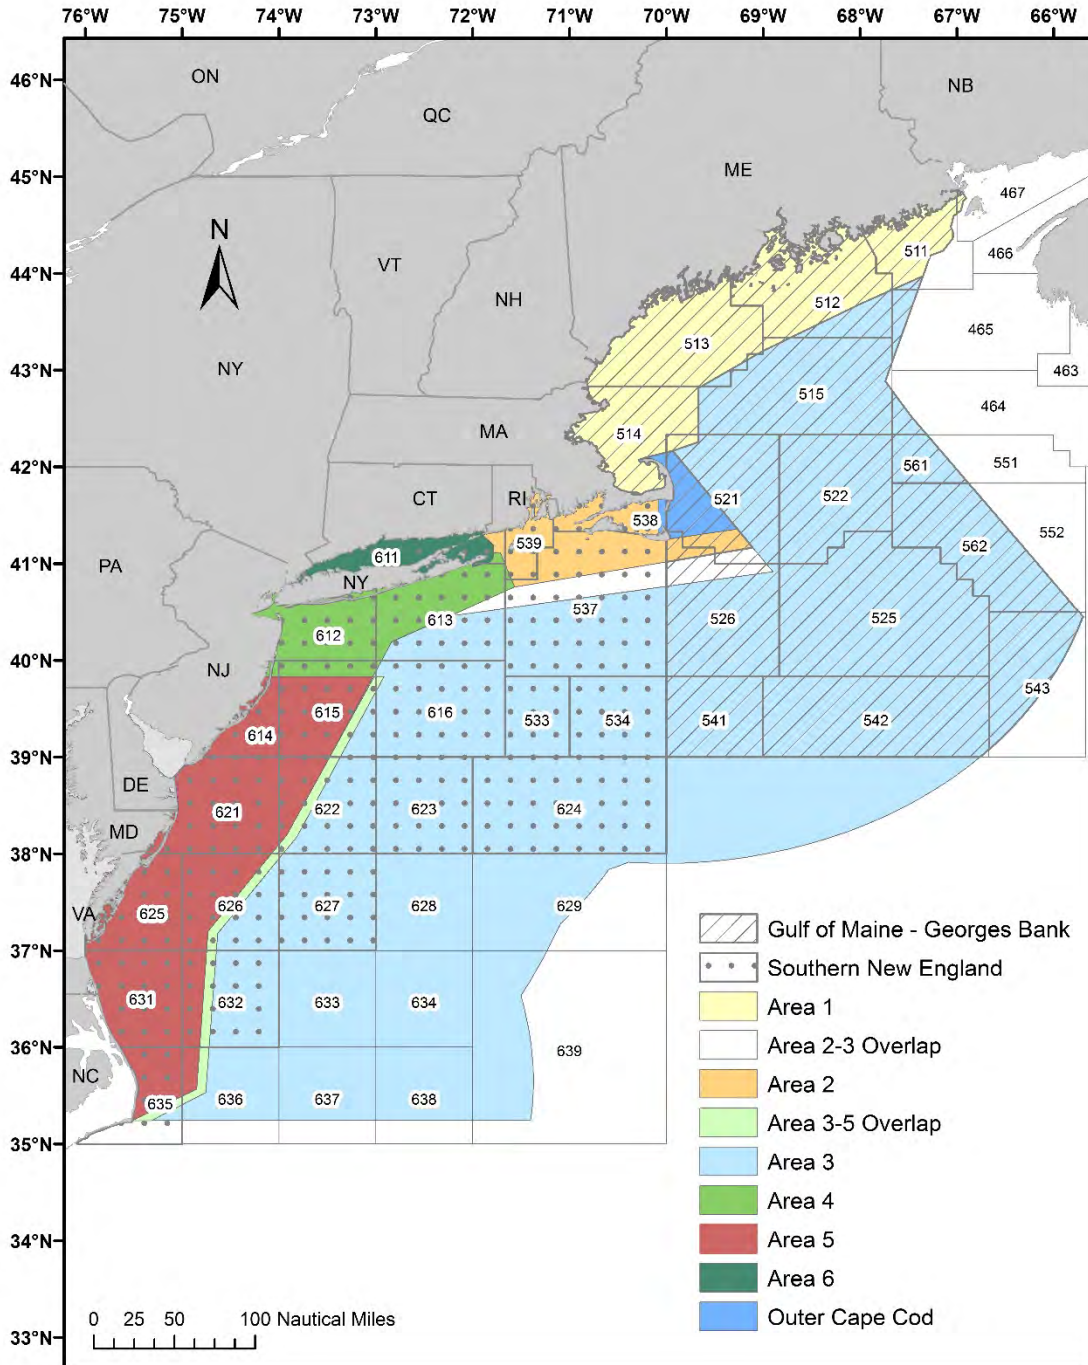 76°W 75°W 74°W 73°W 72°W 71°W 70°W 69°W 68°W 67°W 66°W
46°N
ON
NB
QC
ME
45°N
467
N
511
466
44°N
VT
NH
512
465
513
43°N
NY
463
515
464
MA
514
42°N
561
551
CT
RI
521
522
538
539
552
611
562
41°N
PA
NY
537
613
526
525
612
40°N
NJ
543
615
616
533
534
541
542
614
39°N
DE
621
622
623
624
MD
38°N
VA
625
626
627
628
629
37°N
631
632
633
634
36°N
639
NC
635
636
637
638
35°N
34°N
33°N
Gulf of Maine - Georges Bank
Southern New England
Area 1
Area 2-3 Overlap
Area 2
Area 3-5 Overlap
Area 3
Area 4
Area 5
Area 6
Outer Cape Cod
0 25 50 100 Nautical Miles